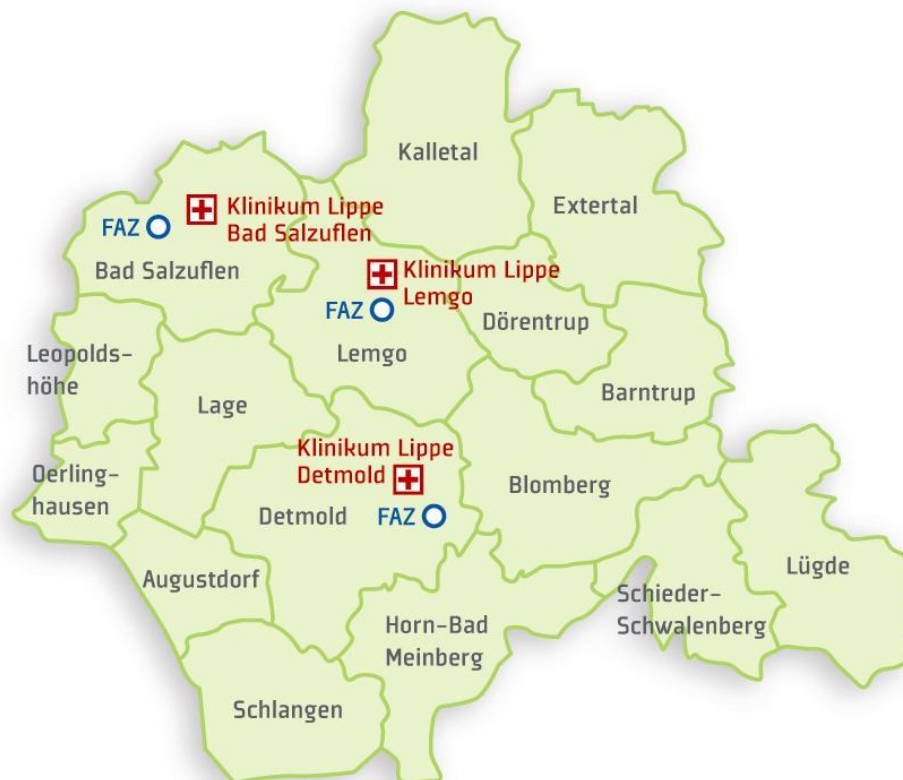 Kalletal
Extertal
Klinikum Lippe
Bad Salzuflen
FAZ
Bad Salzuflen
Klinikum Lippe
Lemgo
FAZ
Lemgo
Dörentrup
Leopolds-
höhe
Lage
Barntrup
Klinikum Lippe
Detmold
FAZ
Detmold
Oerling-
hausen
Blomberg
Augustdorf
Lügde
Schieder-
Schwalenberg
Horn-Bad
Meinberg
Schlangen